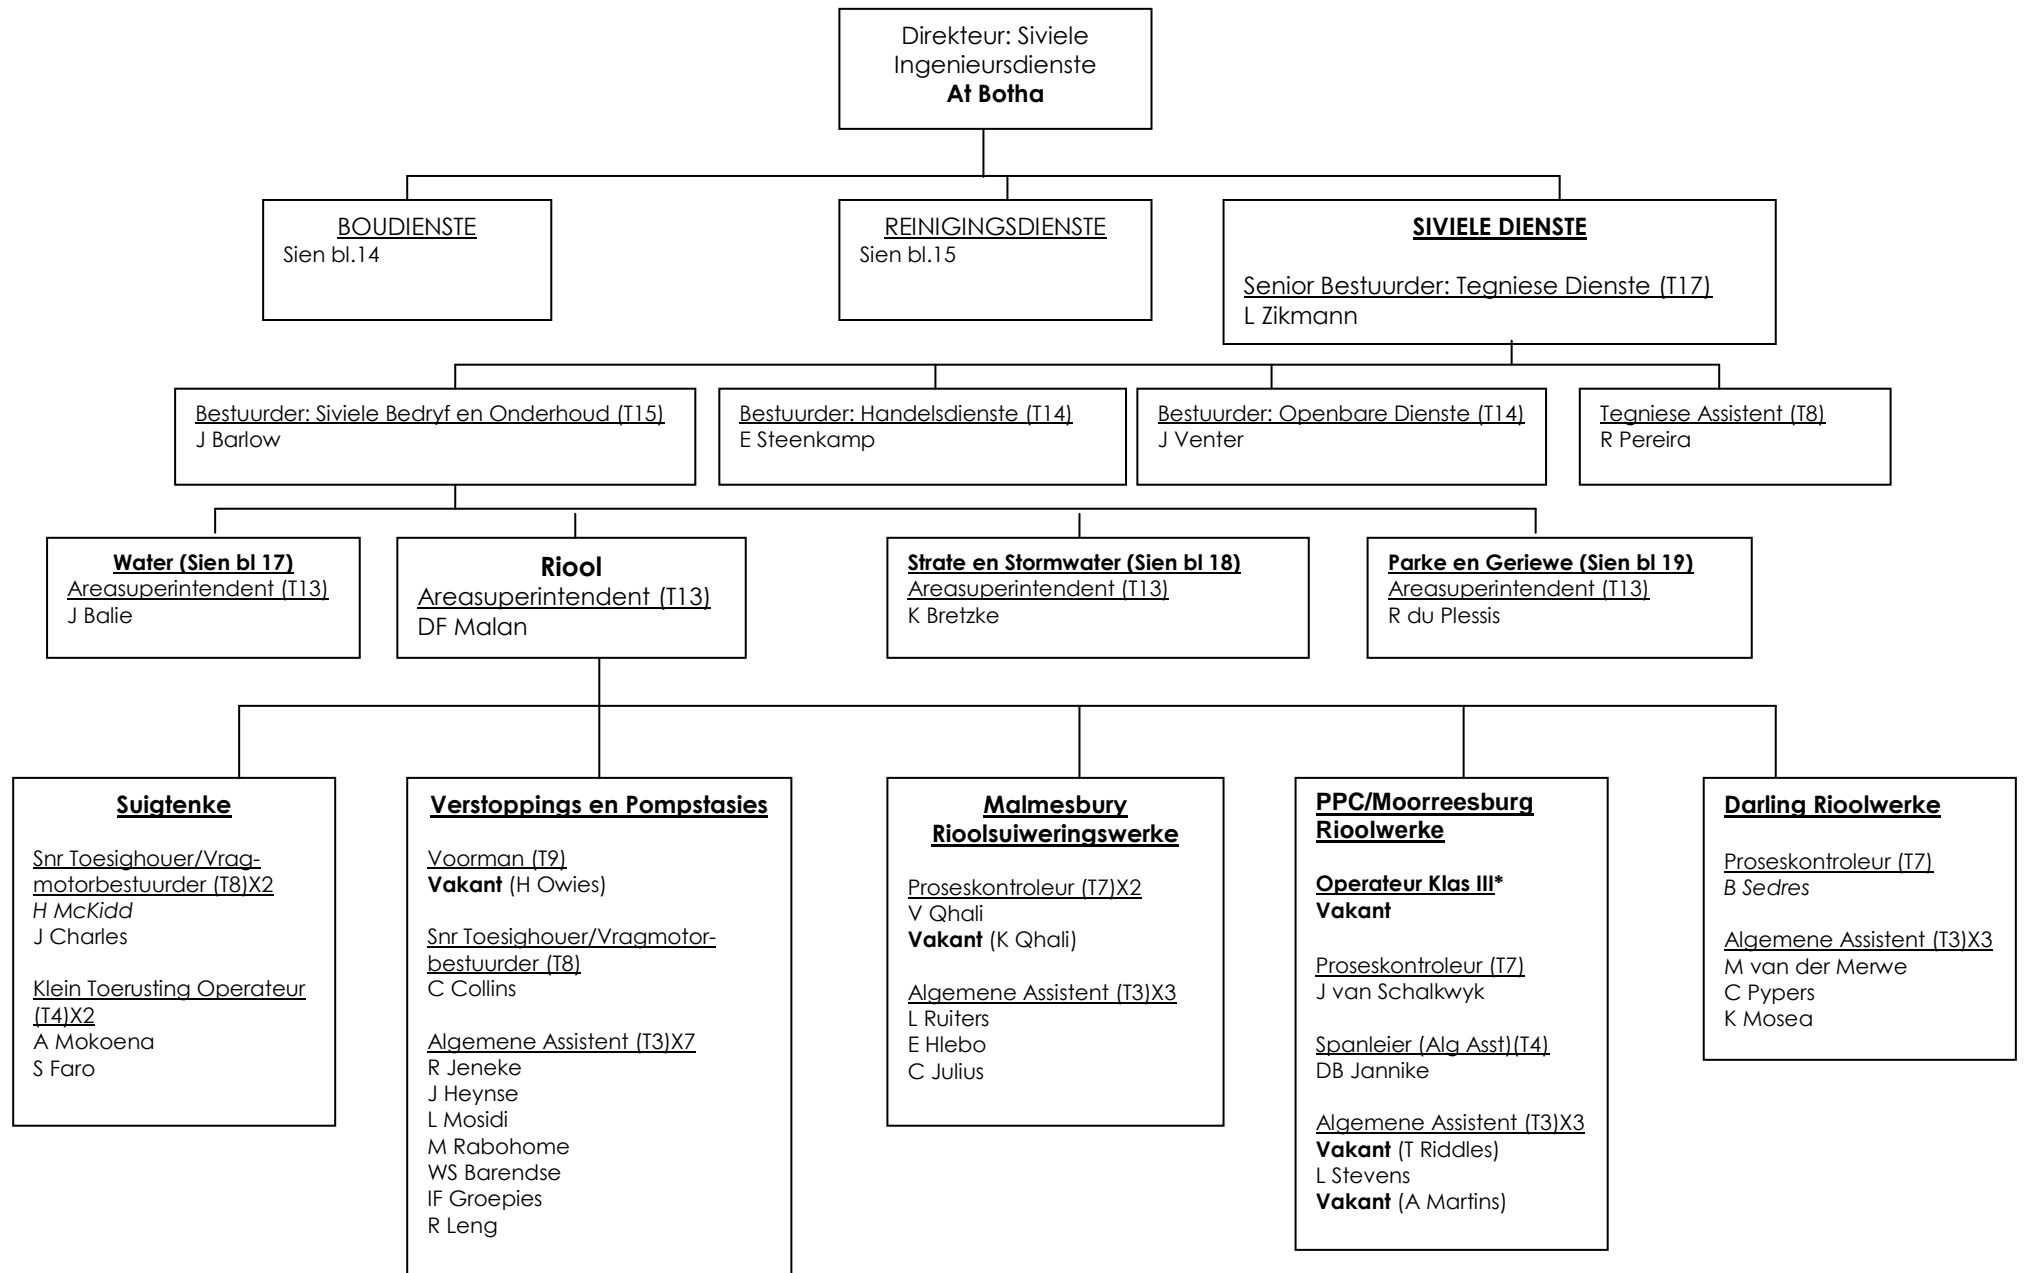 Direkteur: Siviele
Ingenieursdienste
At Botha
BOUDIENSTE
Sien bl.14
REINIGINGSDIENSTE
Sien bl.15
SIVIELE DIENSTE
Senior Bestuurder: Tegniese Dienste (T17)
L Zikmann
Bestuurder: Siviele Bedryf en Onderhoud (T15)
J Barlow
Bestuurder: Handelsdienste (T14)
E Steenkamp
Bestuurder: Openbare Dienste (T14)
J Venter
Tegniese Assistent (T8)
R Pereira
Water (Sien bl 17)
Areasuperintendent (T13)
J Balie
Riool
Areasuperintendent (T13)
DF Malan
Strate en Stormwater (Sien bl 18)
Areasuperintendent (T13)
K Bretzke
Parke en Geriewe (Sien bl 19)
Areasuperintendent (T13)
R du Plessis
Suigtenke
Snr Toesighouer/Vrag-
motorbestuurder (T8)X2
H McKidd
J Charles
Klein Toerusting Operateur
(T4)X2
A Mokoena
S Faro
Verstoppings en Pompstasies
Voorman (T9)
Vakant (H Owies)
Snr Toesighouer/Vragmotor-
bestuurder (T8)
C Collins
Algemene Assistent (T3)X7
R Jeneke
J Heynse
L Mosidi
M Rabohome
WS Barendse
IF Groepies
R Leng
Malmesbury
Rioolsuiweringswerke
Proseskontroleur (T7)X2
V Qhali
Vakant (K Qhali)
Algemene Assistent (T3)X3
L Ruiters
E Hlebo
C Julius
PPC/Moorreesburg
Rioolwerke
Operateur Klas III*
Vakant
Proseskontroleur (T7)
J van Schalkwyk
Spanleier (Alg Asst)(T4)
DB Jannike
Algemene Assistent (T3)X3
Vakant (T Riddles)
L Stevens
Vakant (A Martins)
Darling Rioolwerke
Proseskontroleur (T7)
B Sedres
Algemene Assistent (T3)X3
M van der Merwe
C Pypers
K Mosea